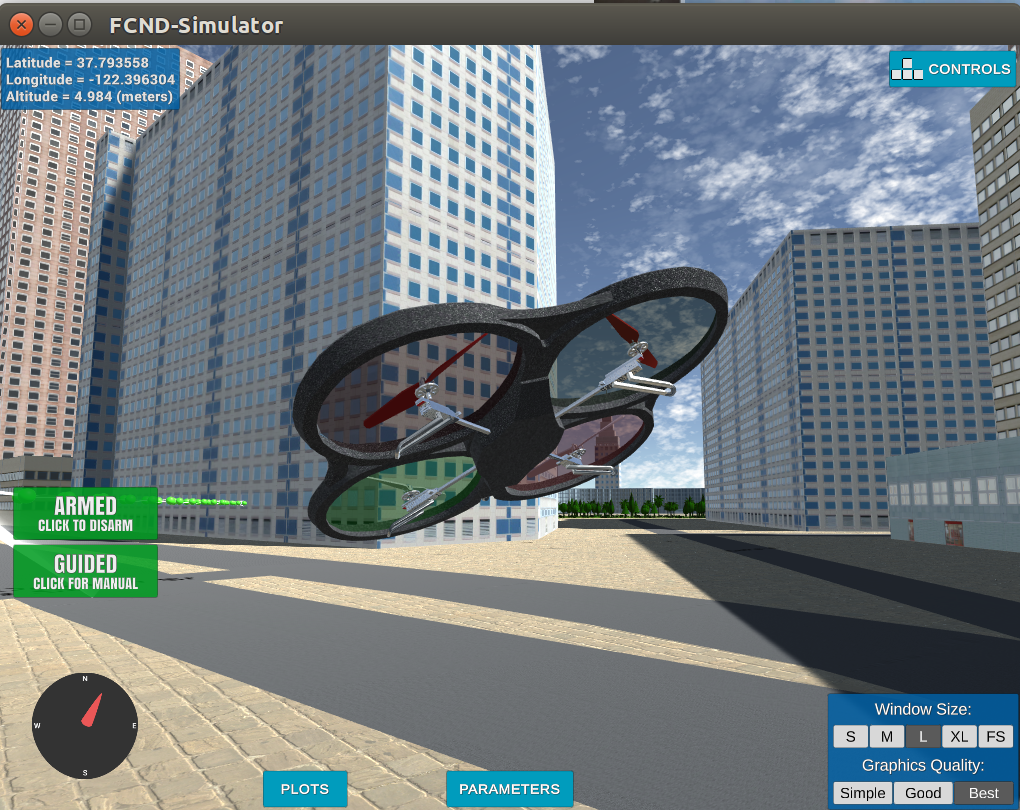 FCND-Simulator
Latitude = 37.793558
Longitude = -122.396304
Altitude = 4.984 (meters)
CONTROLS
ARMED
CLICK TO DISARM
GUIDED
CLICK FOR MANUAL
N
W E
S
PLOTS
PARAMETERS
Window Size:
S M L XL FS
Graphics Quality:
Simple Good Best